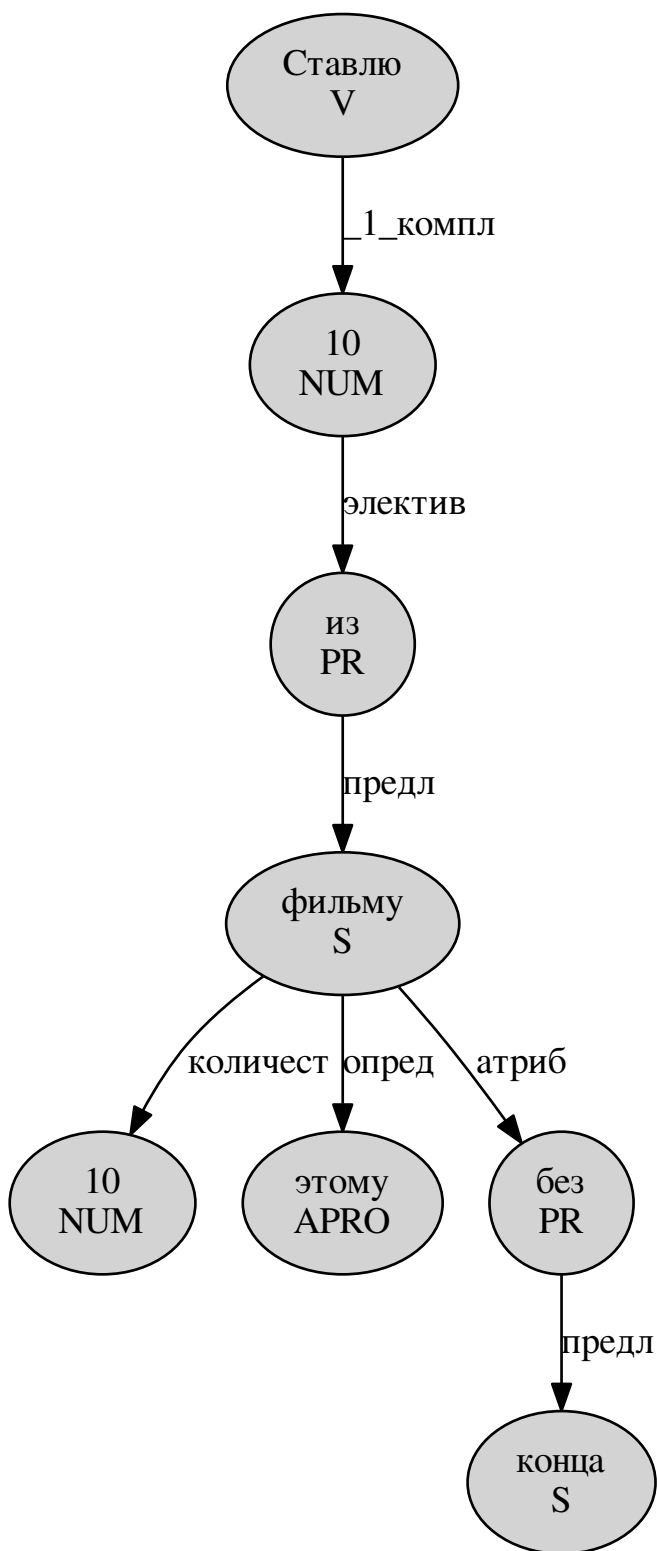 Ставлю
V
_1_компл
10
NUM
электив
из
PR
предл
фильму
S
количест
опред
атриб
10
NUM
этому
APRO
без
PR
предл
конца
S